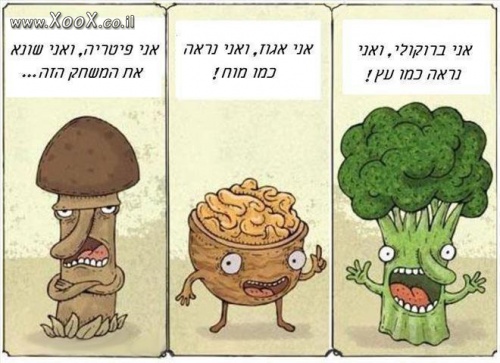 www.XooX.co.il
אני ברוקולי, ואני
נראה כמו עץ!
אני אגוז, ואני נראה
כמו מוח!
אני פיטריה, ואני שונא
את המשחק הזה...